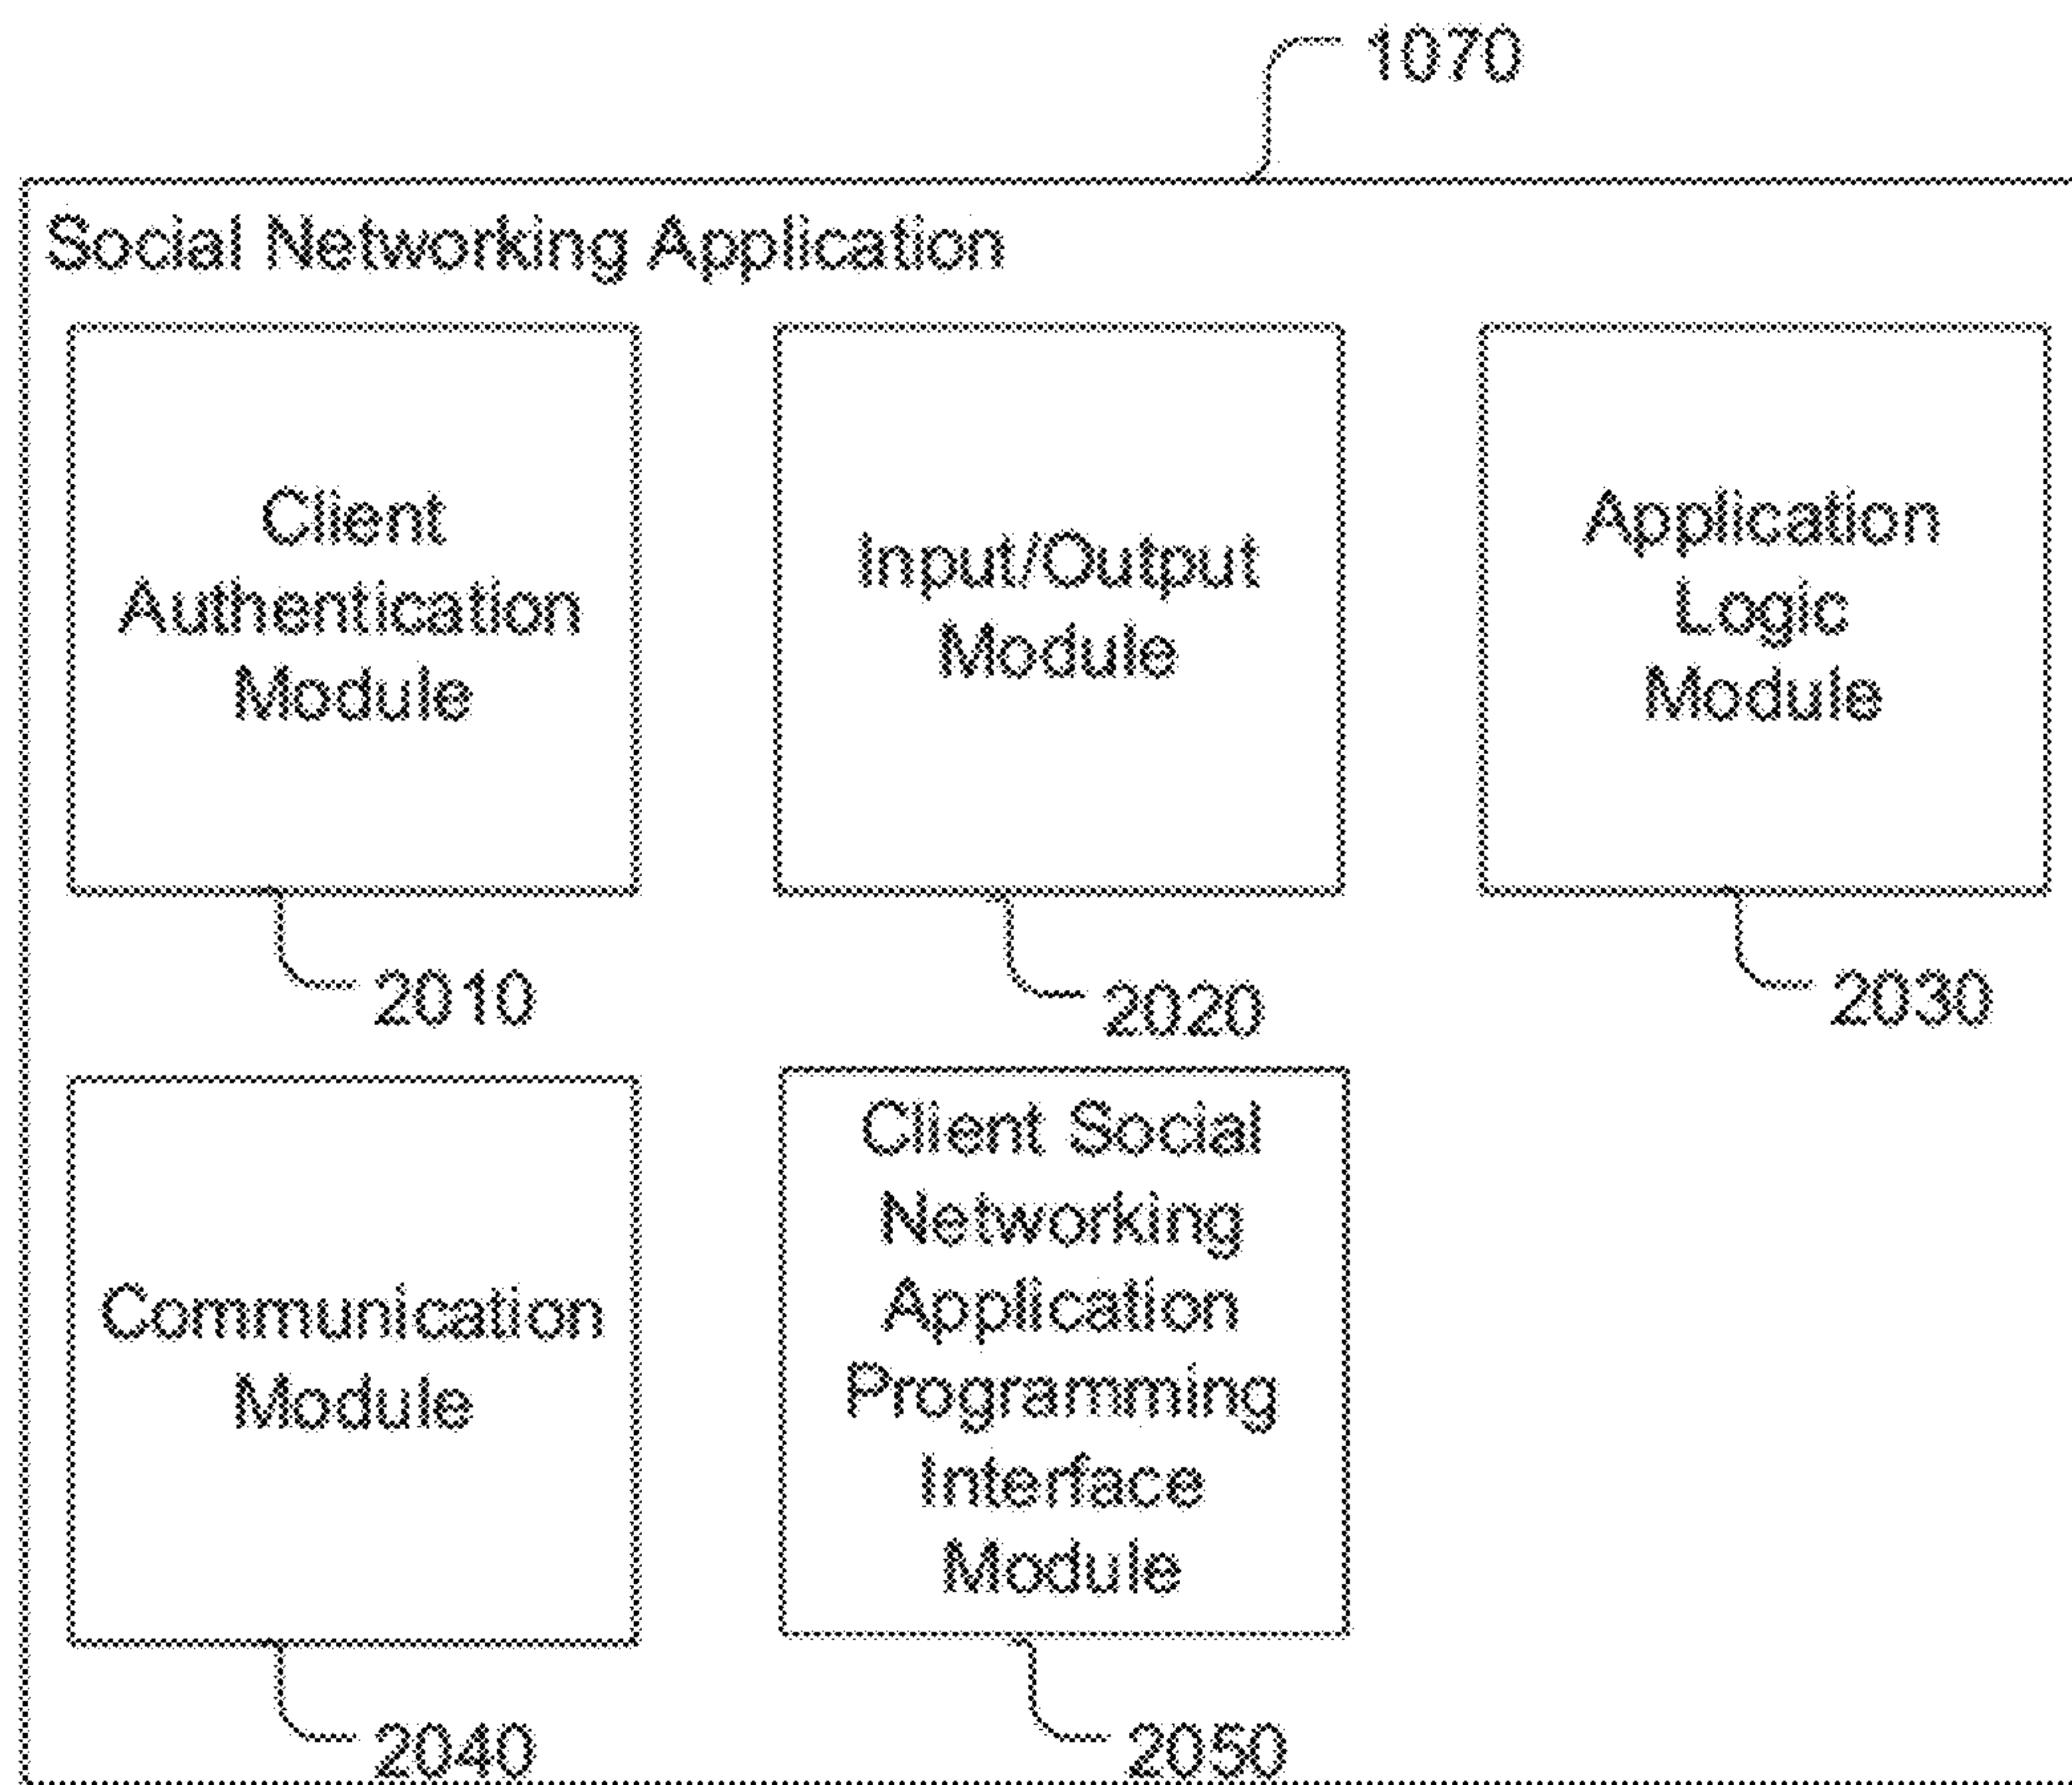 1070
Social Networking Application
Client
Authentication
Module
Input/Output
Module
Application
Logic
Module
2010
2020
2030
Communication
Module
Client Social
Networking
Application
Programming
Interface
Module
2040
2050